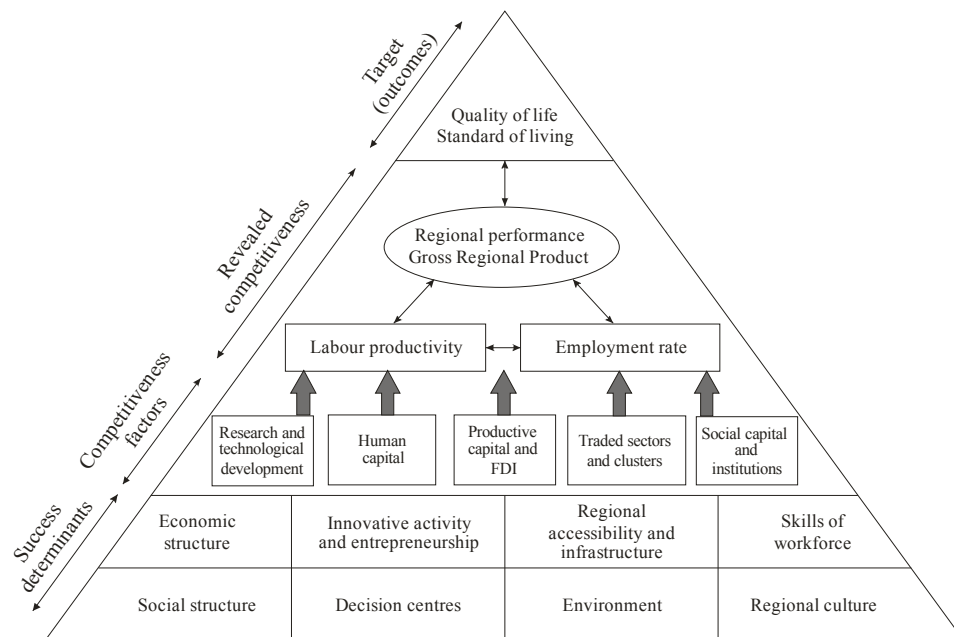 Target
(outcomes)
Quality of life
Standard of living
Revealed
competitiveness
Regional performance
Gross Regional Product
Labour productivity
Employment rate
Competitiveness
factors
Research and
technological
development
Human
capital
Productive
capital and
FDI
Traded sectors
and clusters
Social capital
and
institutions
Success
determinants
Economic
structure
Innovative activity
and entrepreneurship
Regional
accessibility and
infrastructure
Skills of
workforce
Social structure
Decision centres
Environment
Regional culture